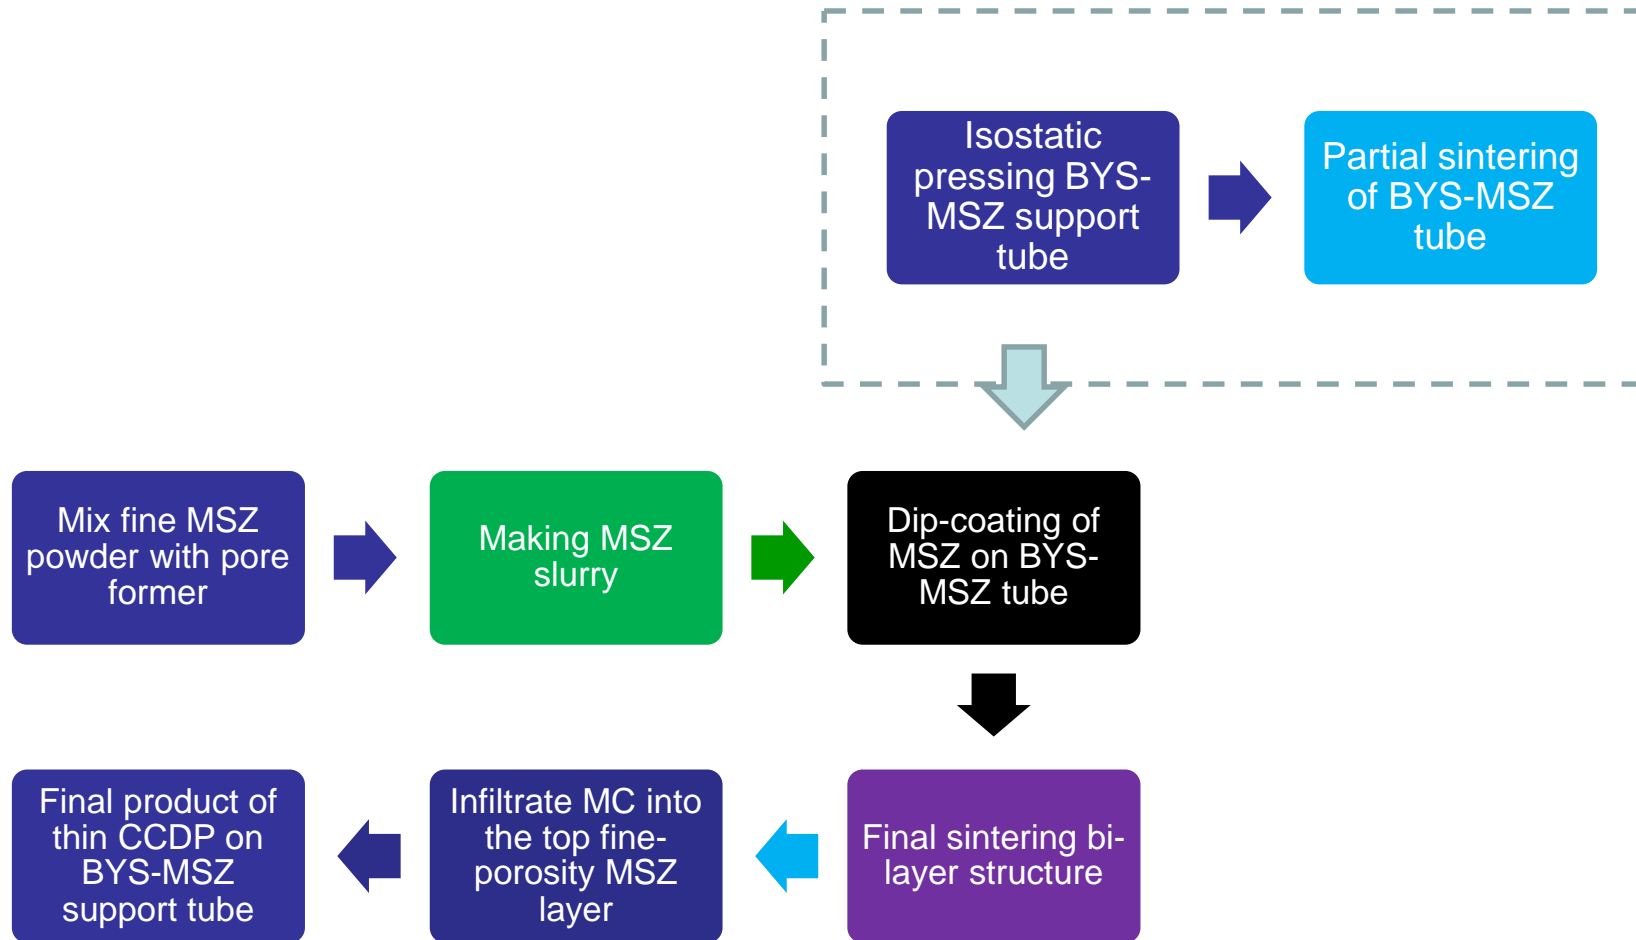 Isostatic
pressing BYS-
MSZ support
tube
Partial sintering
of BYS-MSZ
tube
Mix fine MSZ
powder with pore
former
Making MSZ
slurry
Dip-coating of
MSZ on BYS-
MSZ tube
Final product of
thin CCDP on
BYS-MSZ
support tube
Infiltrate MC into
the top fine-
porosity MSZ
layer
Final sintering bi-
layer structure